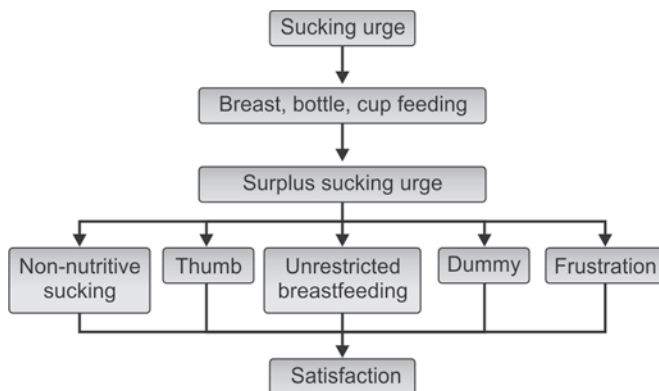 Sucking urge
Breast, bottle, cup feeding
Surplus sucking urge
Non-nutritive
sucking
Thumb
Unrestricted
breastfeeding
Dummy
Frustration
Satisfaction